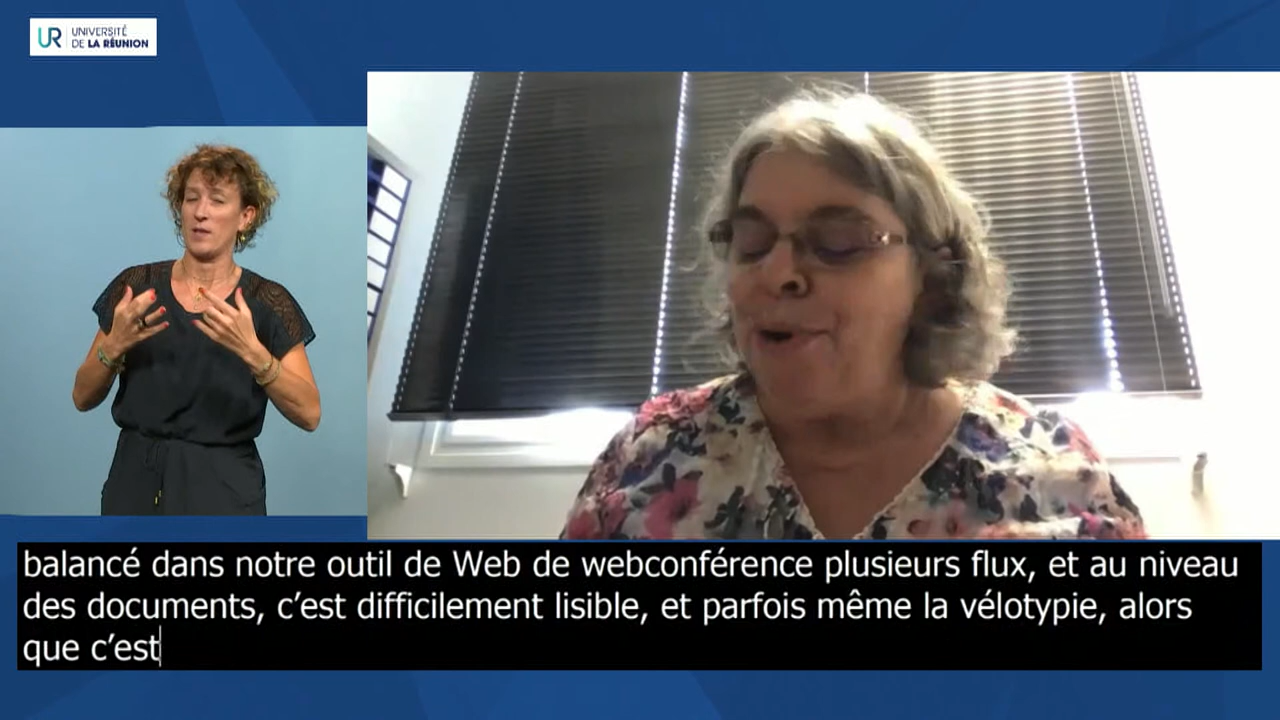 UR UNIVERSITÉ
DE LA RÉUNION
balancé dans notre outil de Web de webconférence plusieurs flux, et au niveau
des documents, c’est difficilement lisible, et parfois même la vélotypie, alors
que c’est